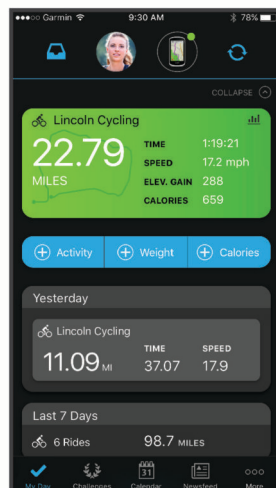 Garmin 9:30 AM 78%
COLLAPSE
Lincoln Cycling
22.79
MILES
TIME 1:19:21
SPEED 17.2 mph
ELEV. GAIN 288
CALORIES 659
Activity Weight Calories
Yesterday
Lincoln Cycling
11.09 MI
TIME SPEED
37.07 17.9
Last 7 Days
6 Rides 98.7 MILES
31
My Day Challenges Calendar Newsfeed More